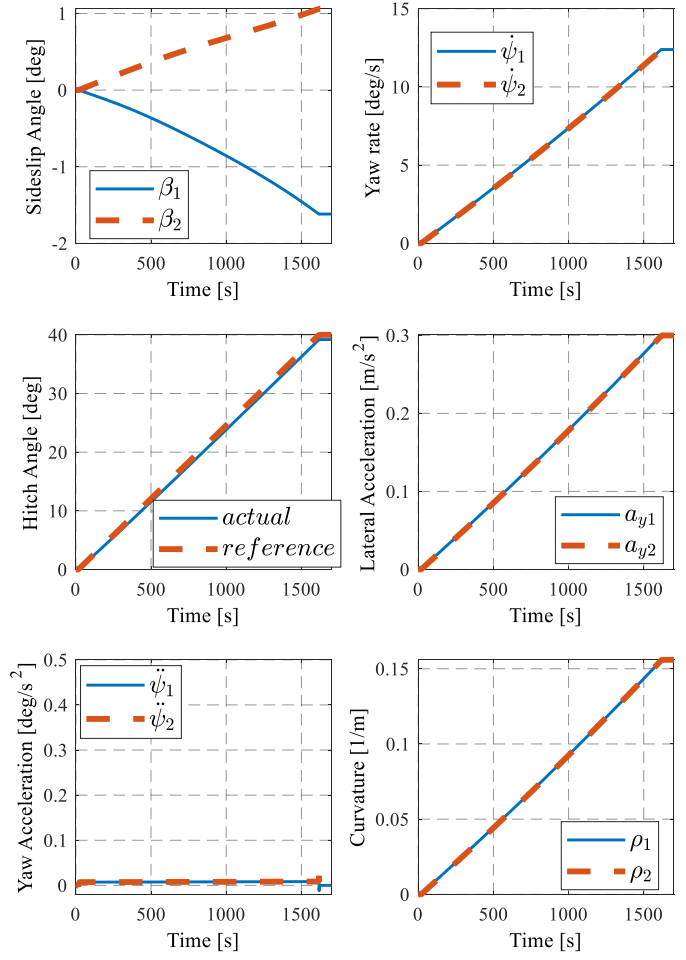 Sideslip Angle [deg]
1
0
-1
-2
β₁
β₂
0 500 1000 1500
Time [s]
Yaw rate [deg/s]
15
10
5
0
ψ̇₁
ψ̇₂
0 500 1000 1500
Time [s]
Hitch Angle [deg]
40
30
20
10
0
actual
reference
0 500 1000 1500
Time [s]
Lateral Acceleration [m/s²]
0.3
0.2
0.1
0
a_y1
a_y2
0 500 1000 1500
Time [s]
Yaw Acceleration [deg/s²]
0.5
0.4
0.3
0.2
0.1
0
ψ̈₁
ψ̈₂
0 500 1000 1500
Time [s]
Curvature [1/m]
0.15
0.1
0.05
0
ρ₁
ρ₂
0 500 1000 1500
Time [s]